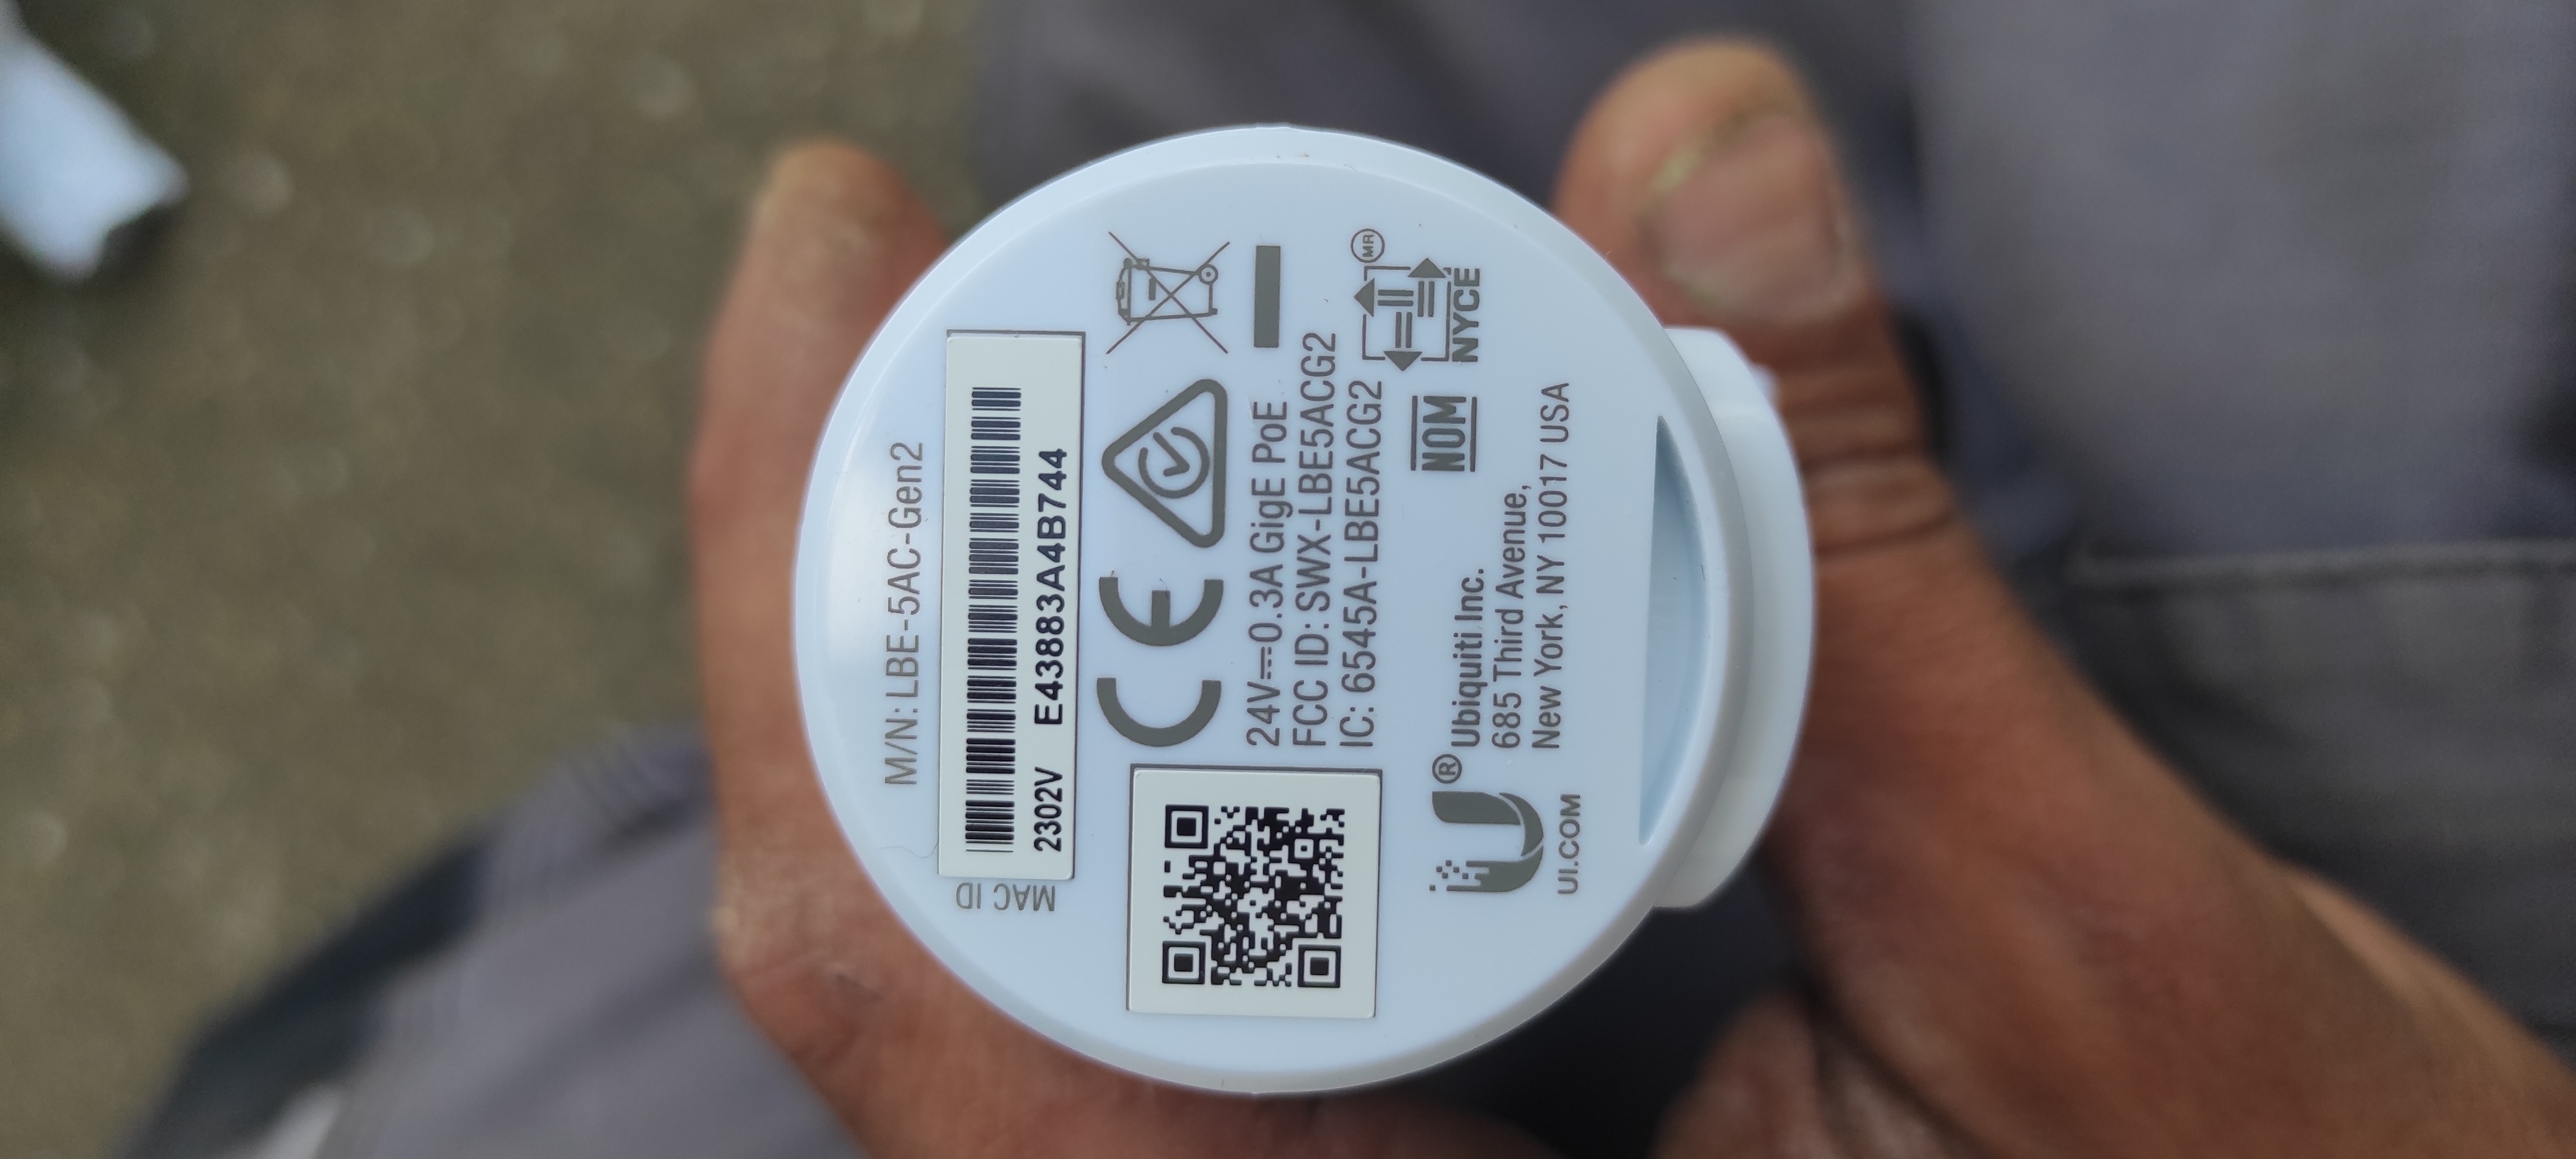 M/N: LBE-5AC-Gen2
MAC ID
2302V E43883A4B744
24V⎓0.3A GigE PoE
FCC ID: SWX-LBE5ACG2
IC: 6545A-LBE5ACG2
NOM
NYCE
MR
U®
Ubiquiti Inc.
685 Third Avenue,
New York, NY 10017 USA
UI.COM